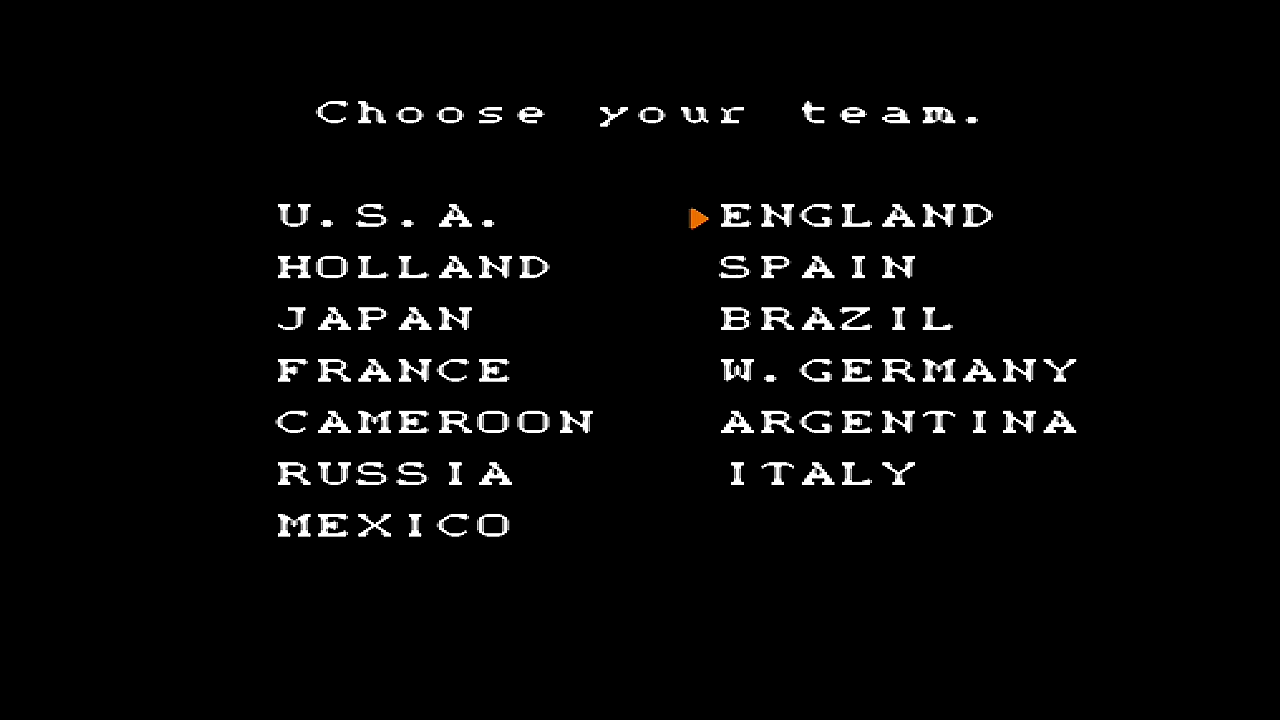 Choose your team.
U.S.A. ENGLAND
HOLLAND SPAIN
JAPAN BRAZIL
FRANCE W.GERMANY
CAMEROON ARGENTINA
RUSSIA ITALY
MEXICO